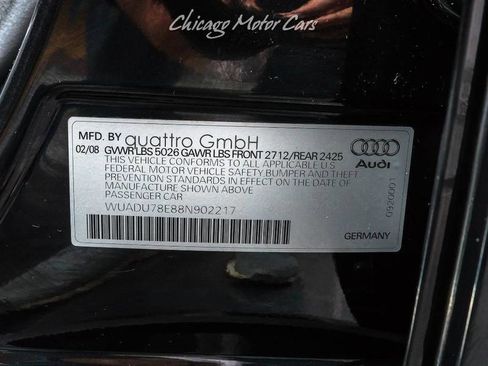 Chicago Motor Cars
MFD. BY quattro GmbH
02/08 GVWR LBS 5026 GAWR LBS FRONT 2712/REAR 2425
THIS VEHICLE CONFORMS TO ALL APPLICABLE U.S
FEDERAL MOTOR VEHICLE SAFETY BUMPER AND THEFT
PREVENTION STANDARDS IN EFFECT ON THE DATE OF
MANUFACTURE SHOWN ABOVE
PASSENGER CAR
WUADU78E88N902217
Audi
0920001
GERMANY